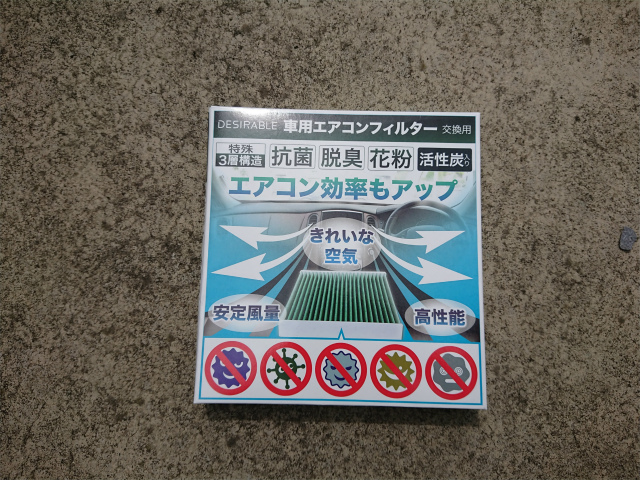 DESIRABLE 車用エアコンフィルター 交換用
特殊
3層構造 抗菌 脱臭 花粉 活性炭入り
エアコン効率もアップ
きれいな
空気
安定風量 高性能